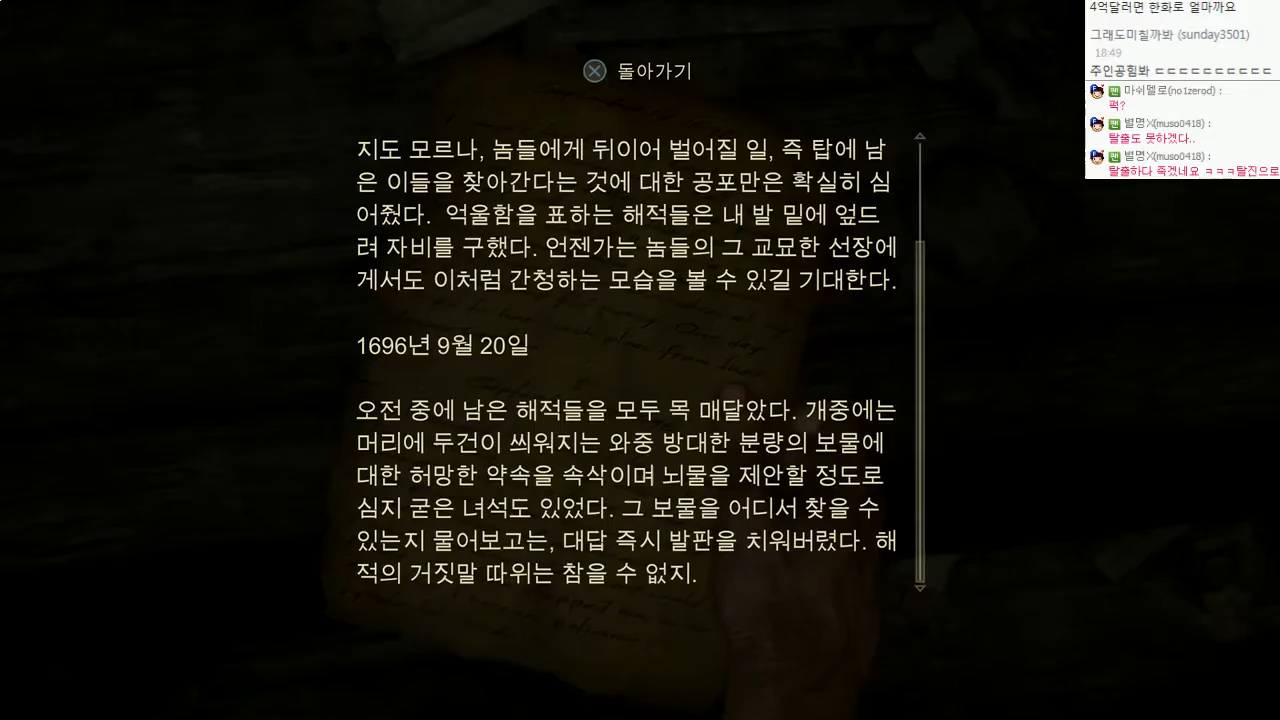 돌아가기
지도 모르나, 놈들에게 뒤이어 벌어질 일, 즉 탑에 남
은 이들을 찾아간다는 것에 대한 공포만은 확실히 심
어줬다. 억울함을 표하는 해적들은 내 발 밑에 엎드
려 자비를 구했다. 언젠가는 놈들의 그 교묘한 선장에
게서도 이처럼 간청하는 모습을 볼 수 있길 기대한다.
1696년 9월 20일
오전 중에 남은 해적들을 모두 목 매달았다. 개중에는
머리에 두건이 씌워지는 와중 방대한 분량의 보물에
대한 허망한 약속을 속삭이며 뇌물을 제안할 정도로
심지 굳은 녀석도 있었다. 그 보물을 어디서 찾을 수
있는지 물어보고는, 대답 즉시 발판을 치워버렸다. 해
적의 거짓말 따위는 참을 수 없지.
4억달러면 한화로 얼마까요
그래도미칠까봐 (sunday3501)
18:49
주인공힘봐 ㄷㄷㄷㄷㄷㄷㄷㄷㄷㄷ
팬 마쉬멜로(no1zerod) :
퍽?
팬 별명X(muso0418) :
탈출도 못하겠다..
팬 별명X(muso0418) :
탈출하다 죽겠네요 ㅋㅋㅋ탈진으로